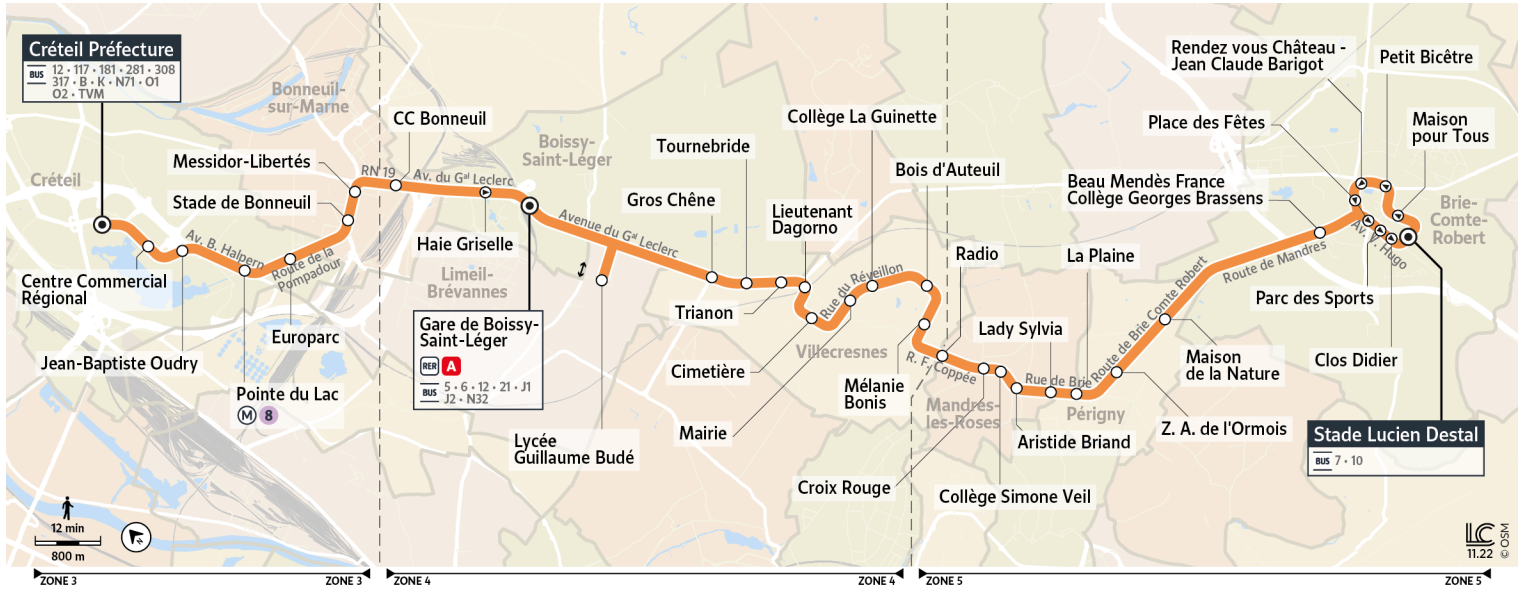 Créteil Préfecture
BUS
12 • 117 • 181 • 281 • 308
317 • B • K • N71 • O1
O2 • TVM
Bonneuil-
sur-Marne
Créteil
Messidor-Libertés
Stade de Bonneuil
Av. B. Halpern
Route de la
Pompadour
Centre Commercial
Régional
Jean-Baptiste Oudry
Europarc
Pointe du Lac
M 8
RN 19
CC Bonneuil
Av. du Gal Leclerc
Haie Griselle
Boissy-
Saint-Léger
Limeil-
Brévannes
Gare de Boissy-
Saint-Léger
RER A
BUS
5 • 6 • 12 • 21 • J1
J2 • N32
Avenue du Gal Leclerc
Lycée
Guillaume Budé
Tournebride
Gros Chêne
Trianon
Lieutenant
Dagorno
Collège La Guinette
Rue du Réveillon
Cimetière
Mairie
Villecresnes
Bois d'Auteuil
Mélanie
Bonis
R. F. Coppée
Radio
Mandres-
les-Roses
Croix Rouge
Collège Simone Veil
Lady Sylvia
Aristide Briand
Rue de Brie
La Plaine
Périgny
Route de Brie Comte Robert
Z. A. de l'Ormois
Maison
de la Nature
Route de Mandres
Beau Mendès France
Collège Georges Brassens
Place des Fêtes
Rendez vous Château -
Jean Claude Barigot
Petit Bicêtre
Maison
pour Tous
Brie-
Comte-
Robert
Av. V. Hugo
Parc des Sports
Clos Didier
Stade Lucien Destal
BUS
7 • 10
12 min
800 m
LC
11.22
© OSM
ZONE 3
ZONE 3
ZONE 4
ZONE 4
ZONE 5
ZONE 5